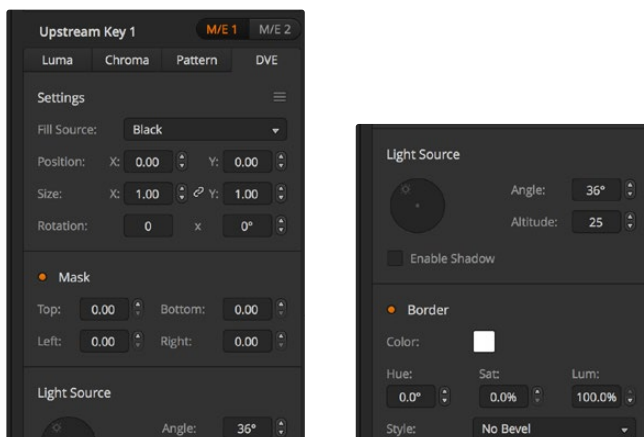 Upstream Key 1 M/E 1 M/E 2
Luma Chroma Pattern DVE
Settings
Fill Source: Black
Position: X: 0.00 Y: 0.00
Size: X: 1.00 Y: 1.00
Rotation: 0 x 0°
Mask
Top: 0.00 Bottom: 0.00
Left: 0.00 Right: 0.00
Light Source
Angle: 36°
Light Source
Angle: 36°
Altitude: 25
Enable Shadow
Border
Color:
Hue: Sat: Lum:
0.0° 0.0% 100.0%
Style: No Bevel